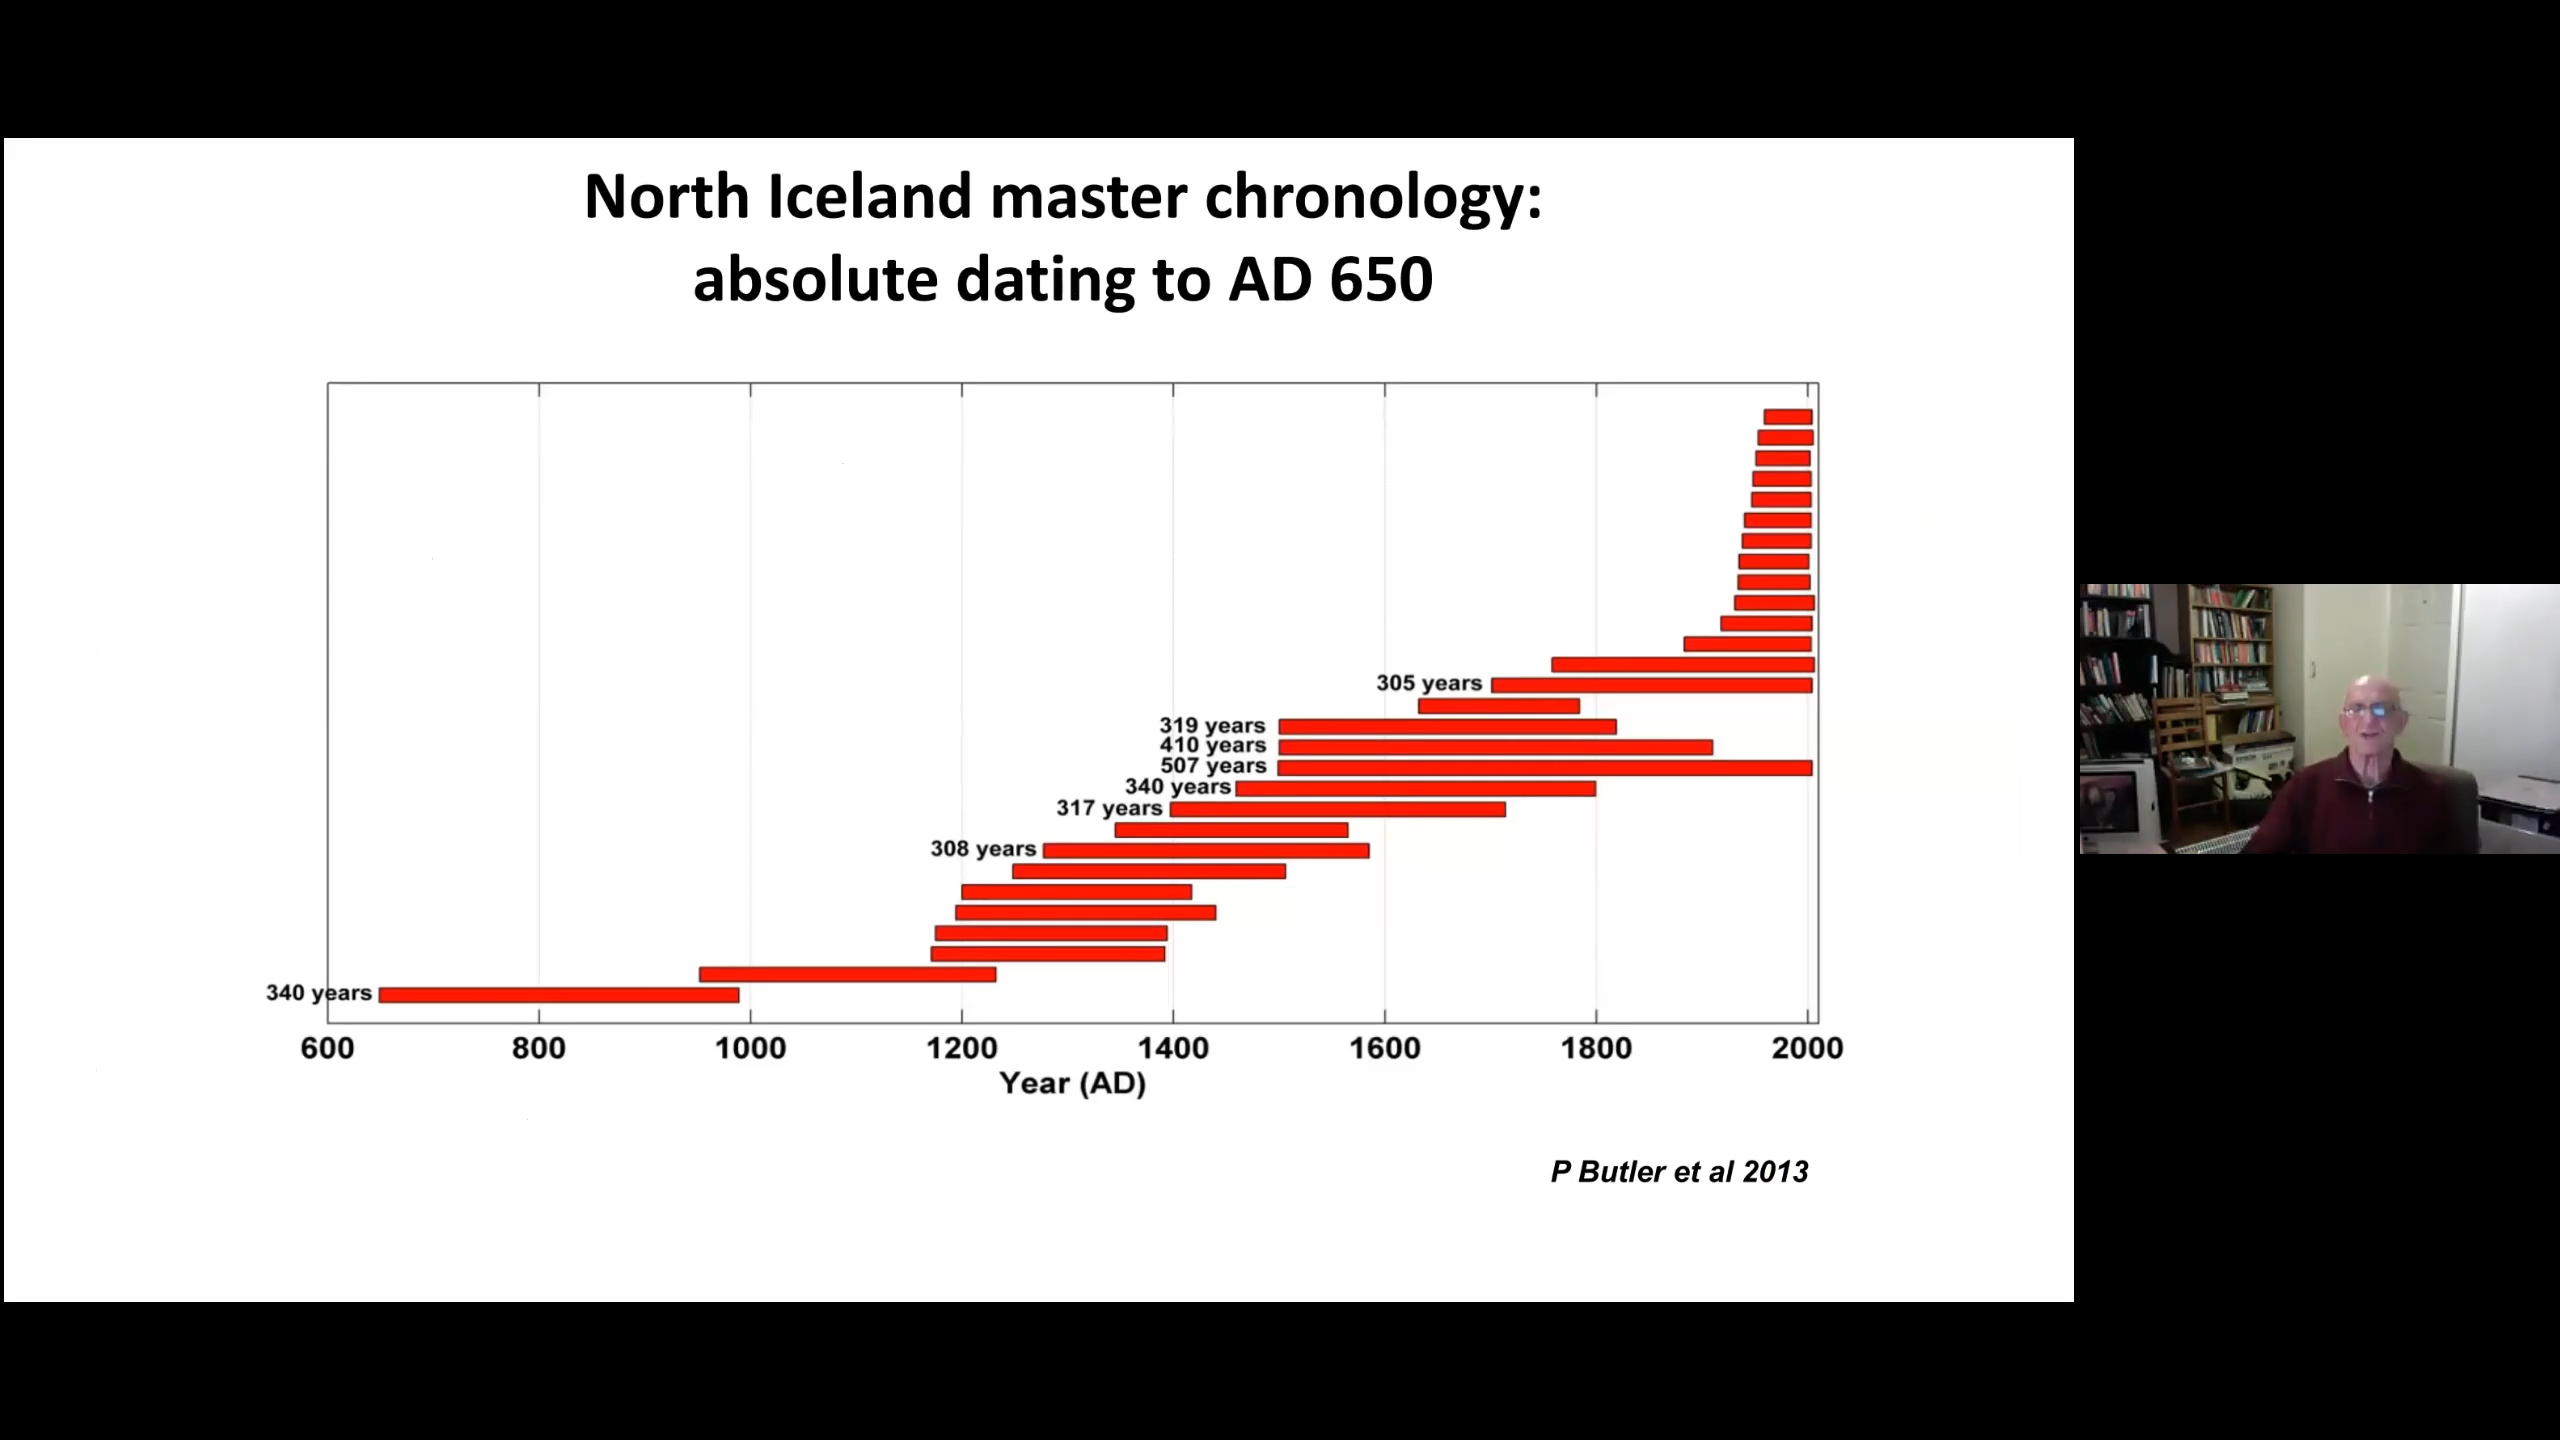 North Iceland master chronology:
absolute dating to AD 650
305 years
319 years
410 years
507 years
340 years
317 years
308 years
340 years
600 800 1000 1200 1400 1600 1800 2000
Year (AD)
P Butler et al 2013